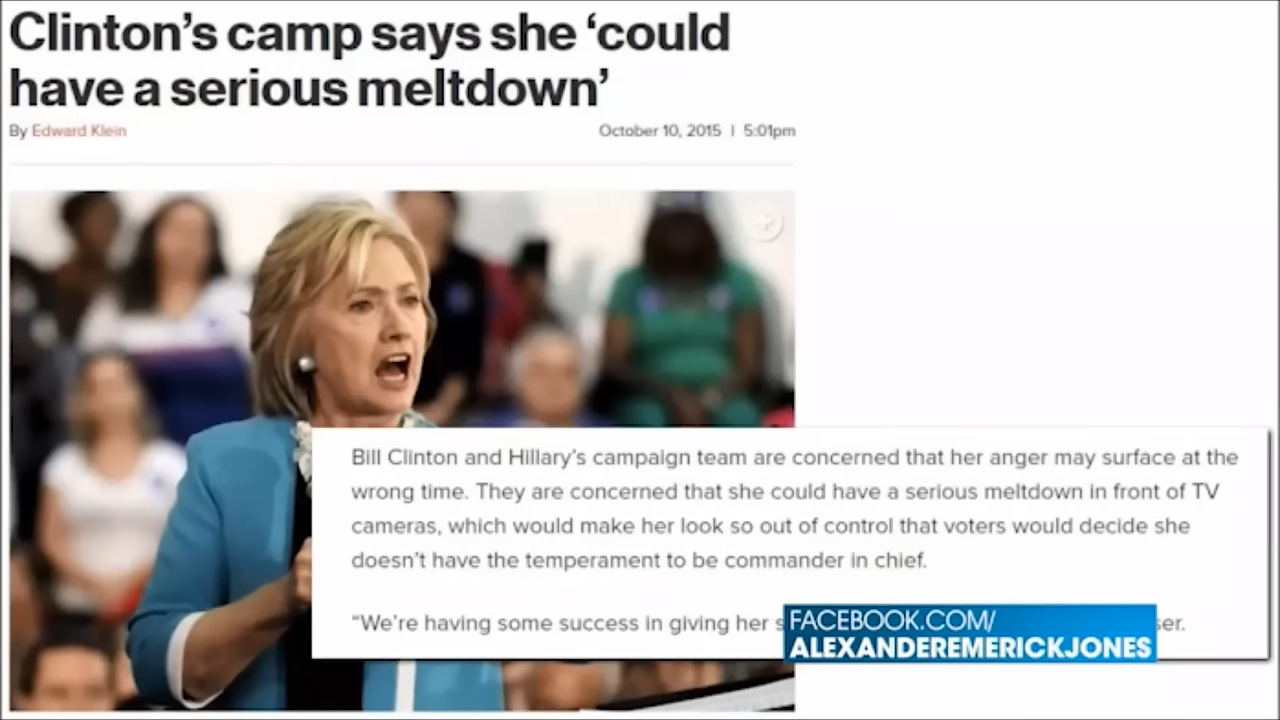 Clinton's camp says she ‘could
have a serious meltdown’
By Edward Klein
October 10, 2015 | 5:01pm
Bill Clinton and Hillary's campaign team are concerned that her anger may surface at the
wrong time. They are concerned that she could have a serious meltdown in front of TV
cameras, which would make her look so out of control that voters would decide she
doesn't have the temperament to be commander in chief.
“We're having some success in giving her
FACEBOOK.COM/
ALEXANDEREMERICKJONES